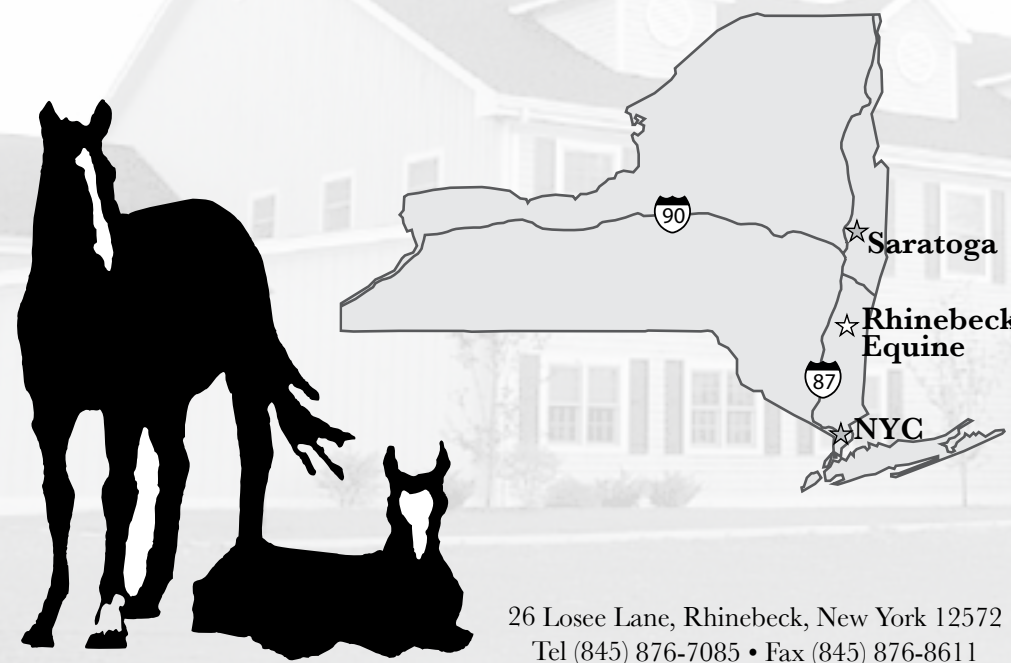 90
Saratoga
Rhinebeck
Equine
87
NYC
26 Losee Lane, Rhinebeck, New York 12572
Tel (845) 876-7085 • Fax (845) 876-8611